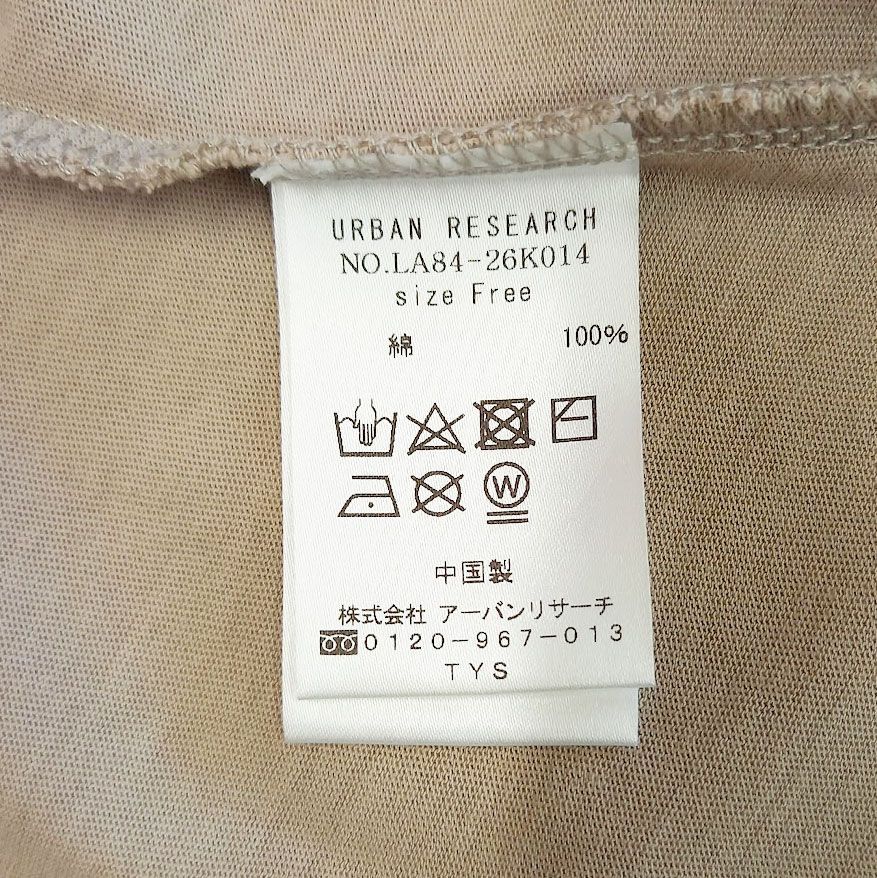 URBAN RESEARCH
NO.LA84-26K014
size Free
綿 100%
W
中国製
株式会社 アーバンリサーチ
0120-967-013
TYS